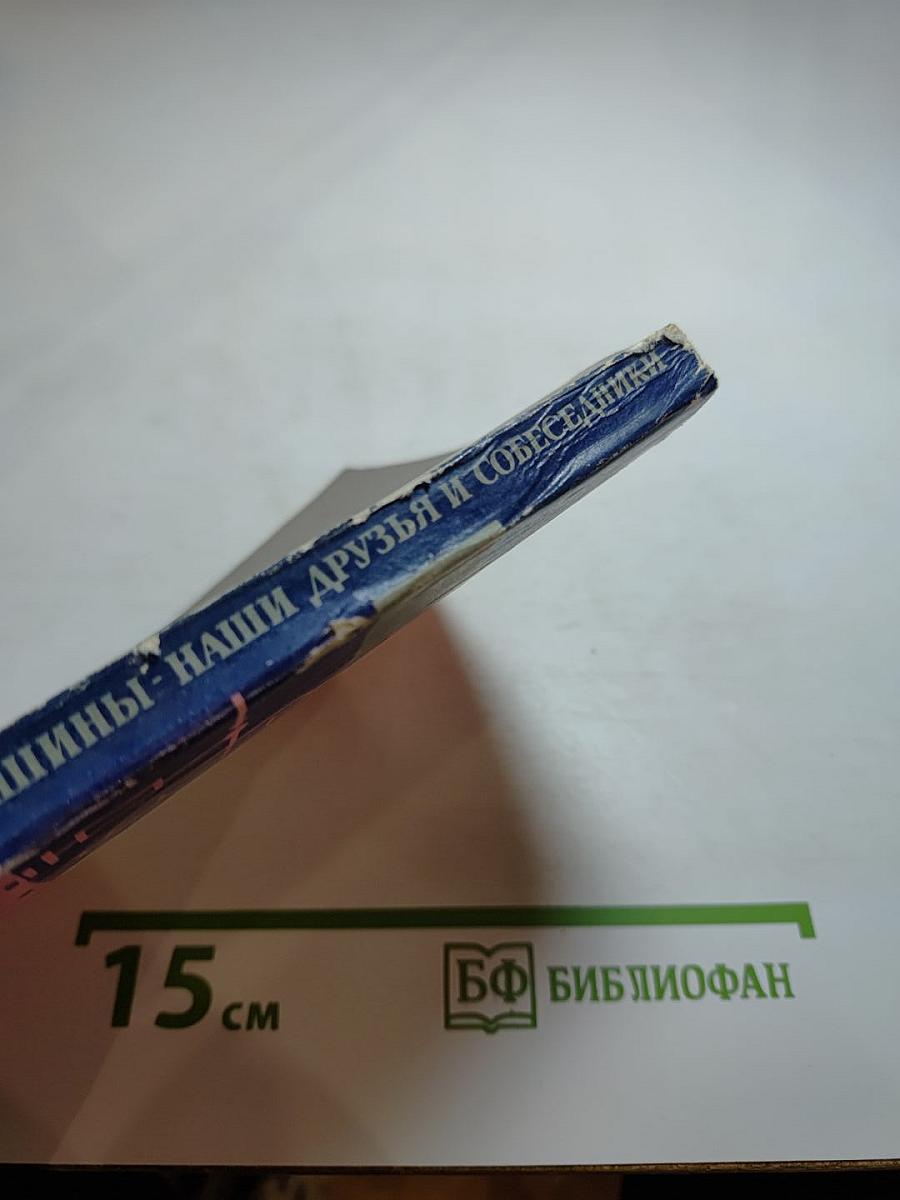 ШИНЫ - НАШИ ДРУЗЬЯ И СОБЕСЕДНИКИ
15 см
БФ БИБЛИОФАН